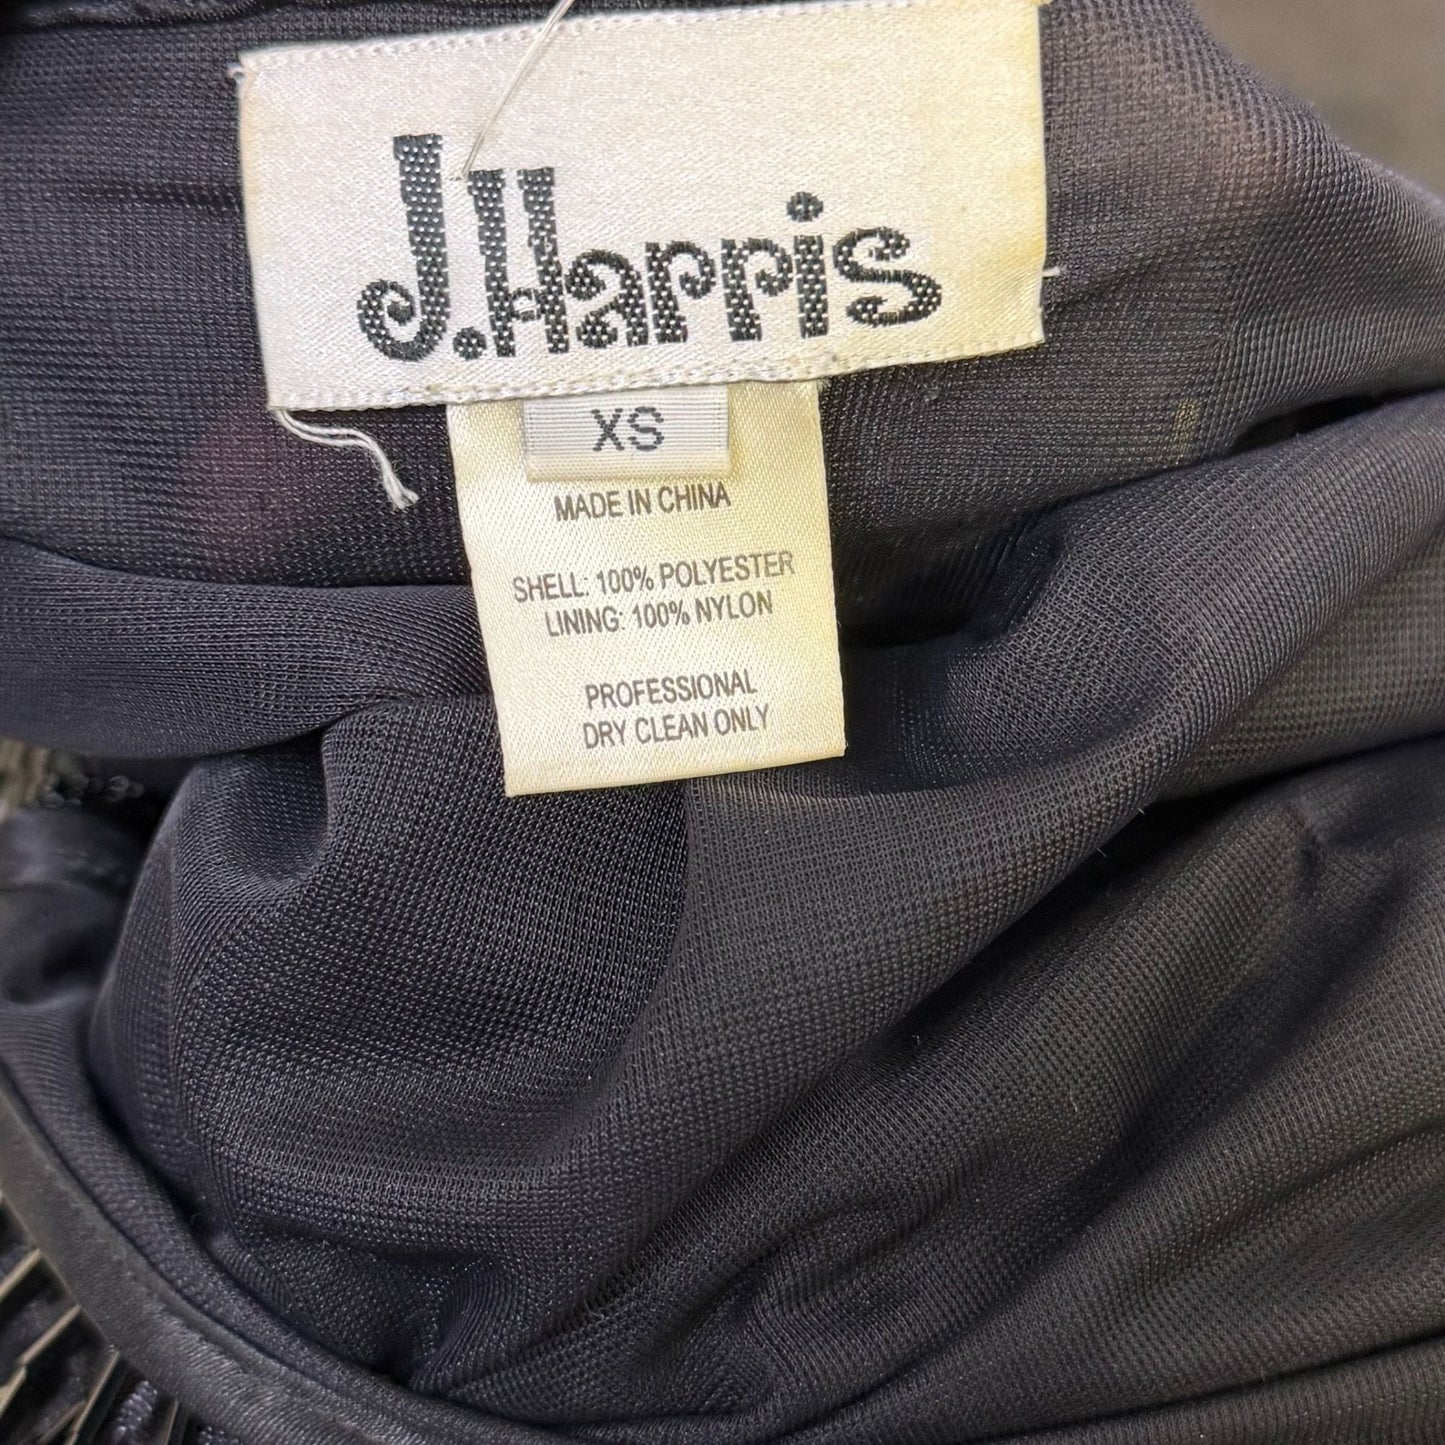 J.Harris
XS
MADE IN CHINA
SHELL: 100% POLYESTER
LINING: 100% NYLON
PROFESSIONAL
DRY CLEAN ONLY